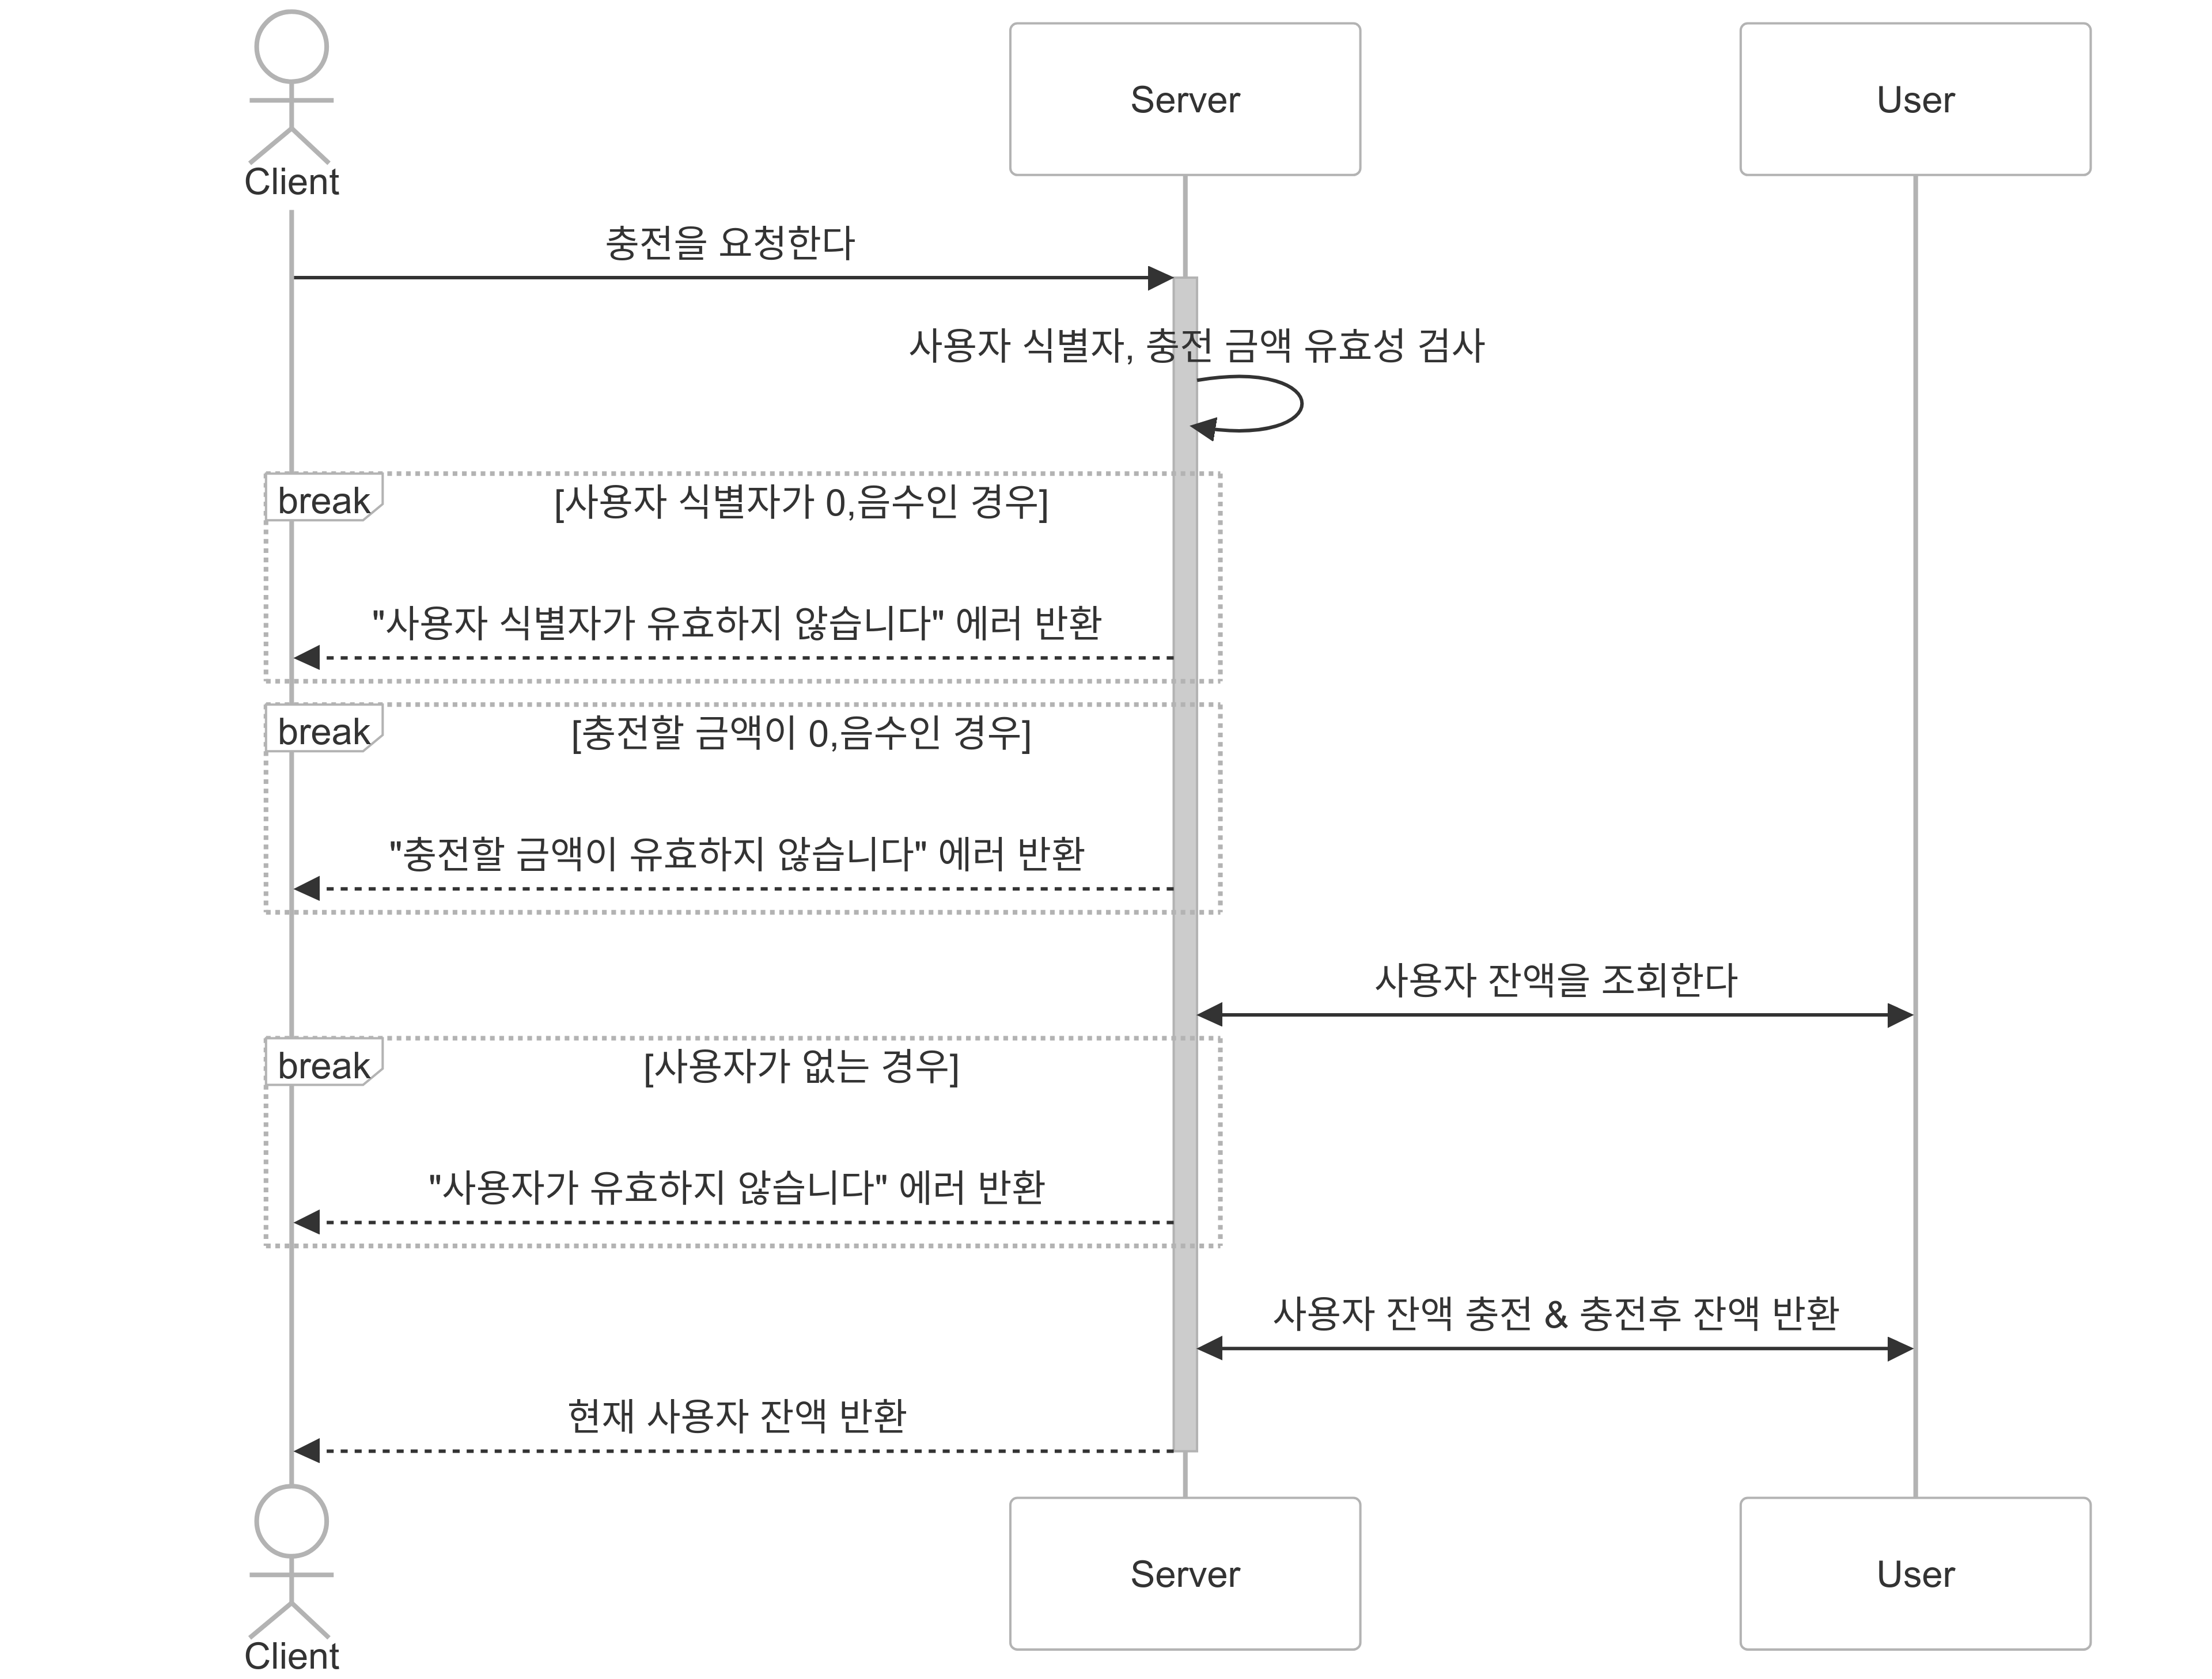 Client
Server
User
충전을 요청한다
사용자 식별자, 충전 금액 유효성 검사
break
[사용자 식별자가 0,음수인 경우]
"사용자 식별자가 유효하지 않습니다" 에러 반환
break
[충전할 금액이 0,음수인 경우]
"충전할 금액이 유효하지 않습니다" 에러 반환
사용자 잔액을 조회한다
break
[사용자가 없는 경우]
"사용자가 유효하지 않습니다" 에러 반환
사용자 잔액 충전 & 충전후 잔액 반환
현재 사용자 잔액 반환
Client
Server
User